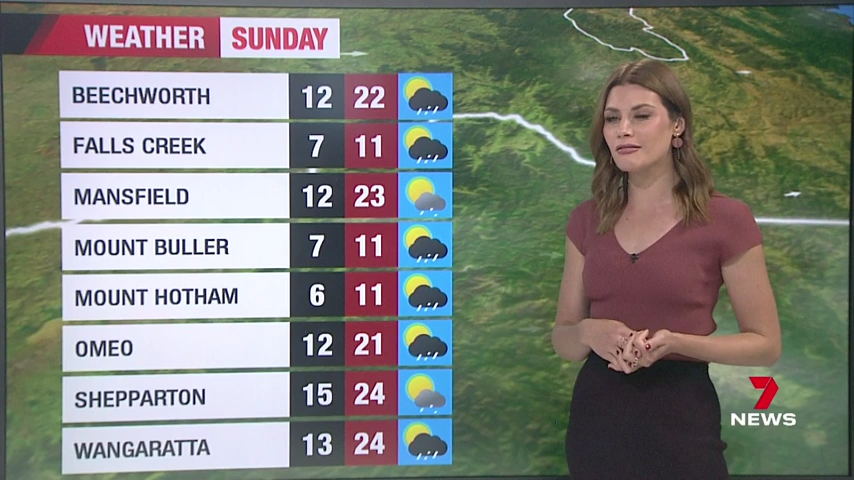 WEATHER SUNDAY
BEECHWORTH 12 22
FALLS CREEK 7 11
MANSFIELD 12 23
MOUNT BULLER 7 11
MOUNT HOTHAM 6 11
OMEO 12 21
SHEPPARTON 15 24
WANGARATTA 13 24
7
NEWS